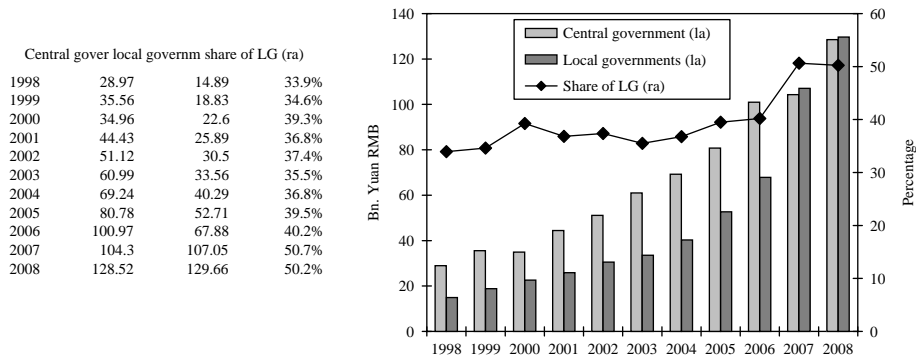 Central gover local governm share of LG (ra)
1998 28.97 14.89 33.9%
1999 35.56 18.83 34.6%
2000 34.96 22.6 39.3%
2001 44.43 25.89 36.8%
2002 51.12 30.5 37.4%
2003 60.99 33.56 35.5%
2004 69.24 40.29 36.8%
2005 80.78 52.71 39.5%
2006 100.97 67.88 40.2%
2007 104.3 107.05 50.7%
2008 128.52 129.66 50.2%
Bn. Yuan RMB
140
120
100
80
60
40
20
0
Central government (la)
Local governments (la)
Share of LG (ra)
60
50
40
30
20
10
0
Percentage
1998 1999 2000 2001 2002 2003 2004 2005 2006 2007 2008